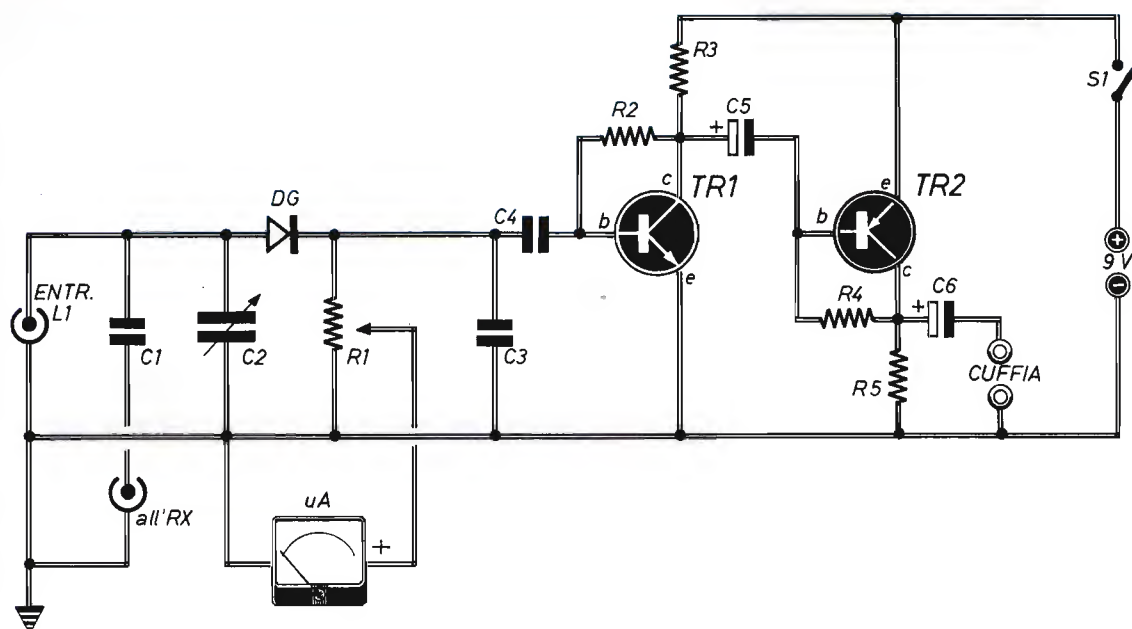 R3
S1
C5
R2
+
c
TR1
e
TR2
DG
C4
b
b
+
9 V
−
e
c
ENTR.
L1
R4
C6
+
C1
C2
R1
C3
R5
CUFFIA
uA
all'RX
+